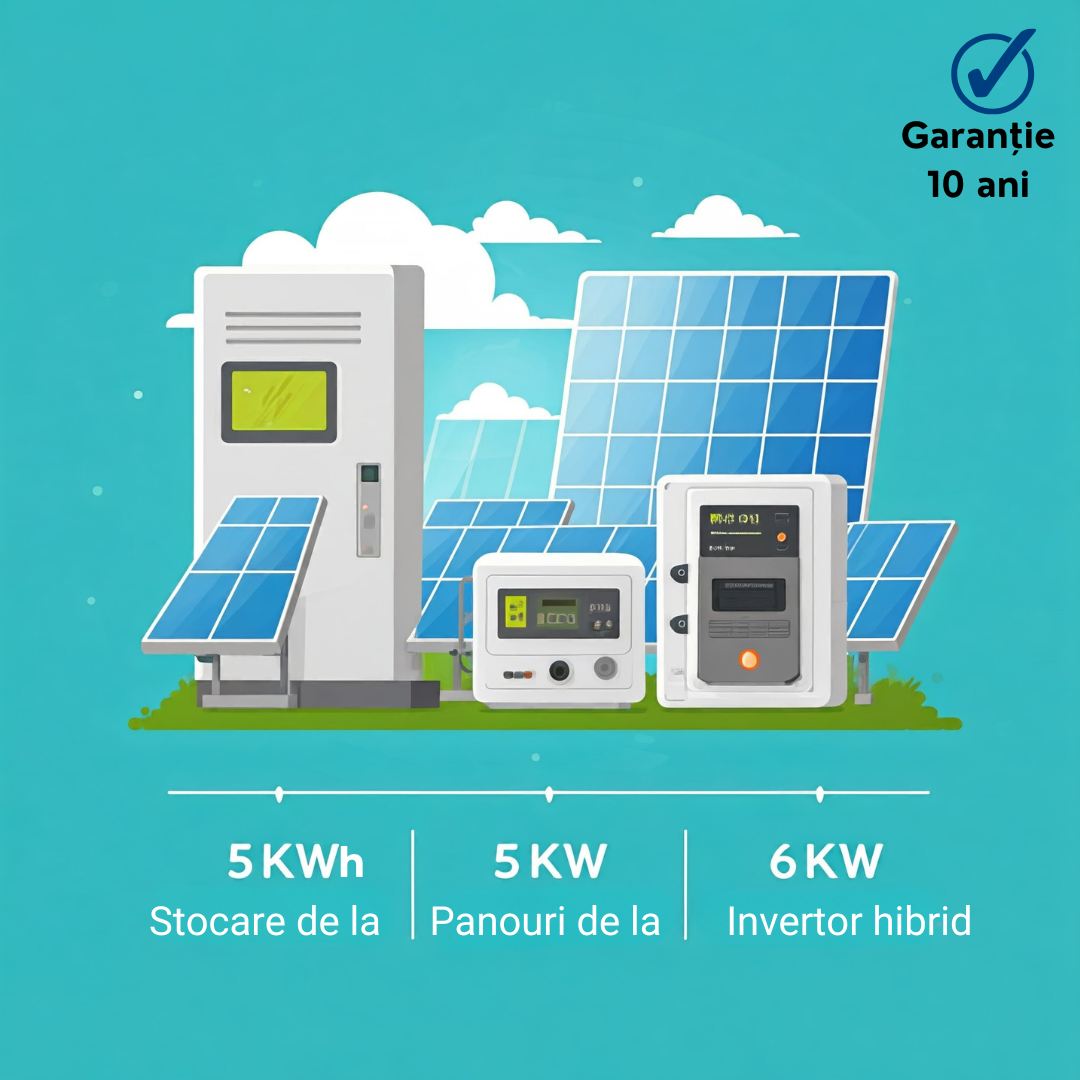 Garanție
10 ani
5 KWh
Stocare de la
5 KW
Panouri de la
6 KW
Invertor hibrid